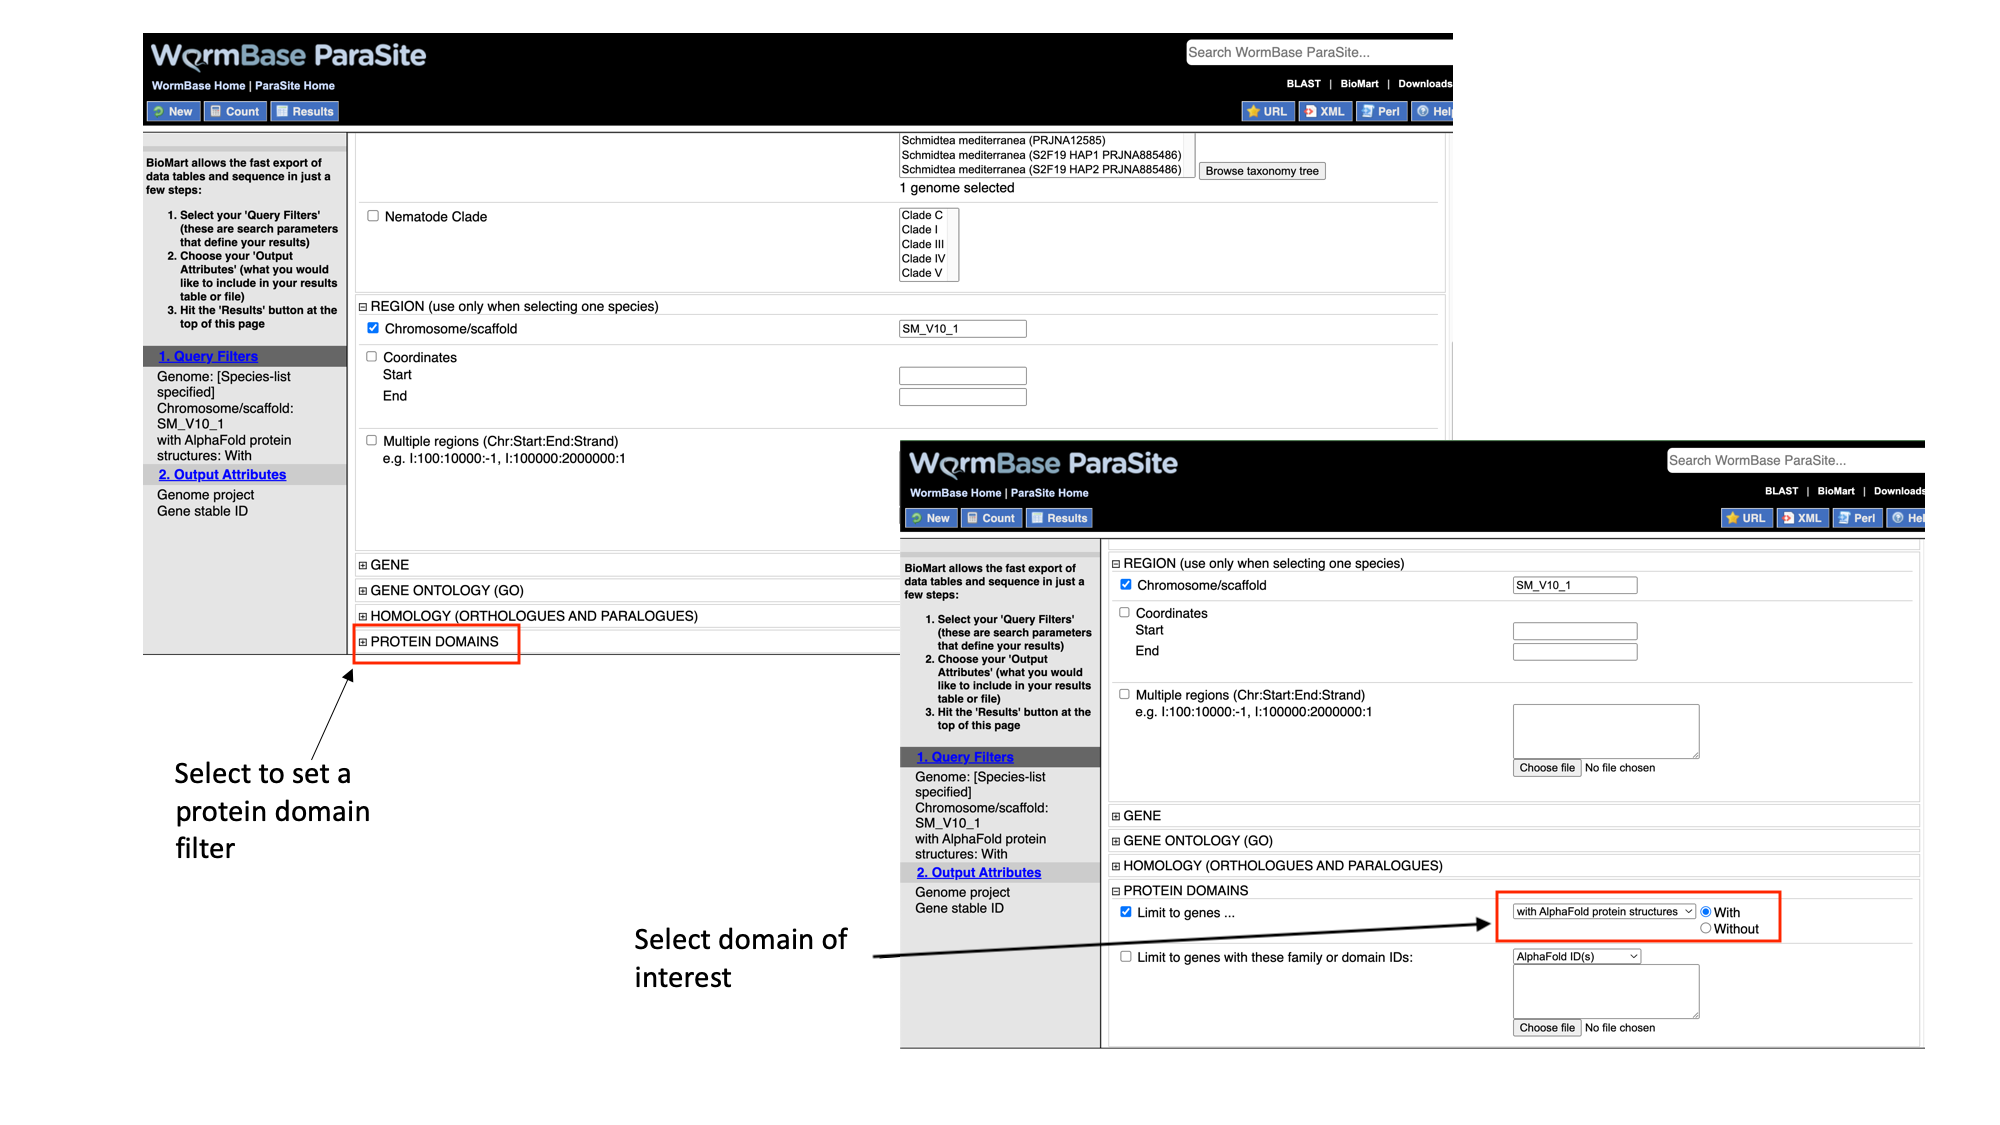 WormBase ParaSite
Search WormBase ParaSite...
WormBase Home | ParaSite Home
BLAST | BioMart | Downloads
New Count Results
URL XML Perl Hel
BioMart allows the fast export of
data tables and sequence in just a
few steps:
1. Select your 'Query Filters'
(these are search parameters
that define your results)
2. Choose your 'Output
Attributes' (what you would
like to include in your results
table or file)
3. Hit the 'Results' button at the
top of this page
1. Query Filters
Genome: [Species-list
specified]
Chromosome/scaffold:
SM_V10_1
with AlphaFold protein
structures: With
2. Output Attributes
Genome project
Gene stable ID
Schmidtea mediterranea (PRJNA12585)
Schmidtea mediterranea (S2F19 HAP1 PRJNA885486)
Schmidtea mediterranea (S2F19 HAP2 PRJNA885486)
Browse taxonomy tree
1 genome selected
Nematode Clade
Clade C
Clade I
Clade III
Clade IV
Clade V
REGION (use only when selecting one species)
Chromosome/scaffold
SM_V10_1
Coordinates
Start
End
Multiple regions (Chr:Start:End:Strand)
e.g. I:100:10000:-1, I:100000:2000000:1
GENE
GENE ONTOLOGY (GO)
HOMOLOGY (ORTHOLOGUES AND PARALOGUES)
PROTEIN DOMAINS
Select to set a
protein domain
filter
WormBase ParaSite
Search WormBase ParaSite...
WormBase Home | ParaSite Home
BLAST | BioMart | Downloads
New Count Results
URL XML Perl Hel
BioMart allows the fast export of
data tables and sequence in just a
few steps:
1. Select your 'Query Filters'
(these are search parameters
that define your results)
2. Choose your 'Output
Attributes' (what you would
like to include in your results
table or file)
3. Hit the 'Results' button at the
top of this page
1. Query Filters
Genome: [Species-list
specified]
Chromosome/scaffold:
SM_V10_1
with AlphaFold protein
structures: With
2. Output Attributes
Genome project
Gene stable ID
REGION (use only when selecting one species)
Chromosome/scaffold
SM_V10_1
Coordinates
Start
End
Multiple regions (Chr:Start:End:Strand)
e.g. I:100:10000:-1, I:100000:2000000:1
Choose file No file chosen
GENE
GENE ONTOLOGY (GO)
HOMOLOGY (ORTHOLOGUES AND PARALOGUES)
PROTEIN DOMAINS
Limit to genes ...
with AlphaFold protein structures
With
Without
Limit to genes with these family or domain IDs:
AlphaFold ID(s)
Choose file No file chosen
Select domain of
interest